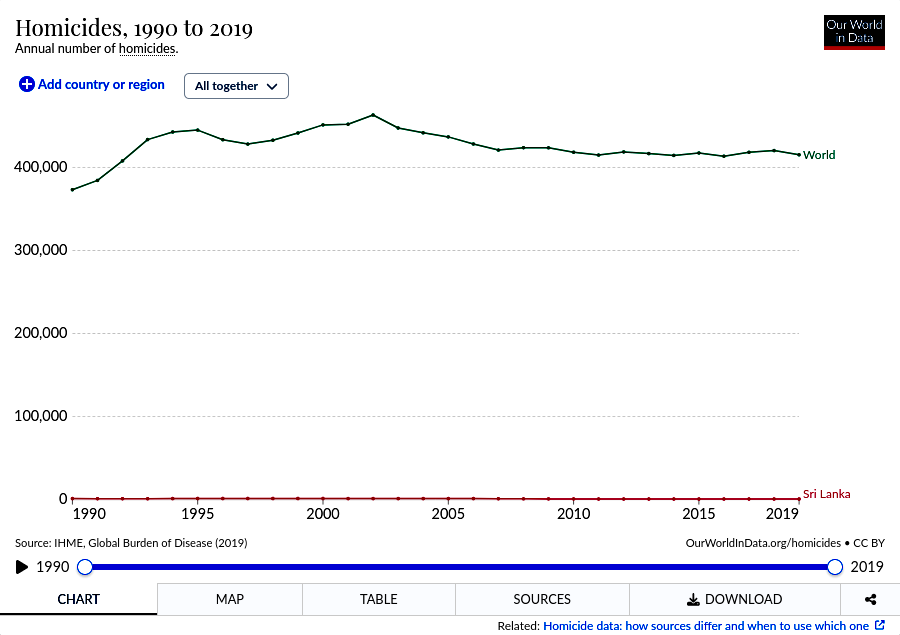 Homicides, 1990 to 2019
Annual number of homicides.
Our World
in Data
Add country or region
All together
400,000
300,000
200,000
100,000
0
World
Sri Lanka
1990 1995 2000 2005 2010 2015 2019
Source: IHME, Global Burden of Disease (2019)
OurWorldInData.org/homicides • CC BY
1990 2019
CHART MAP TABLE SOURCES DOWNLOAD
Related: Homicide data: how sources differ and when to use which one